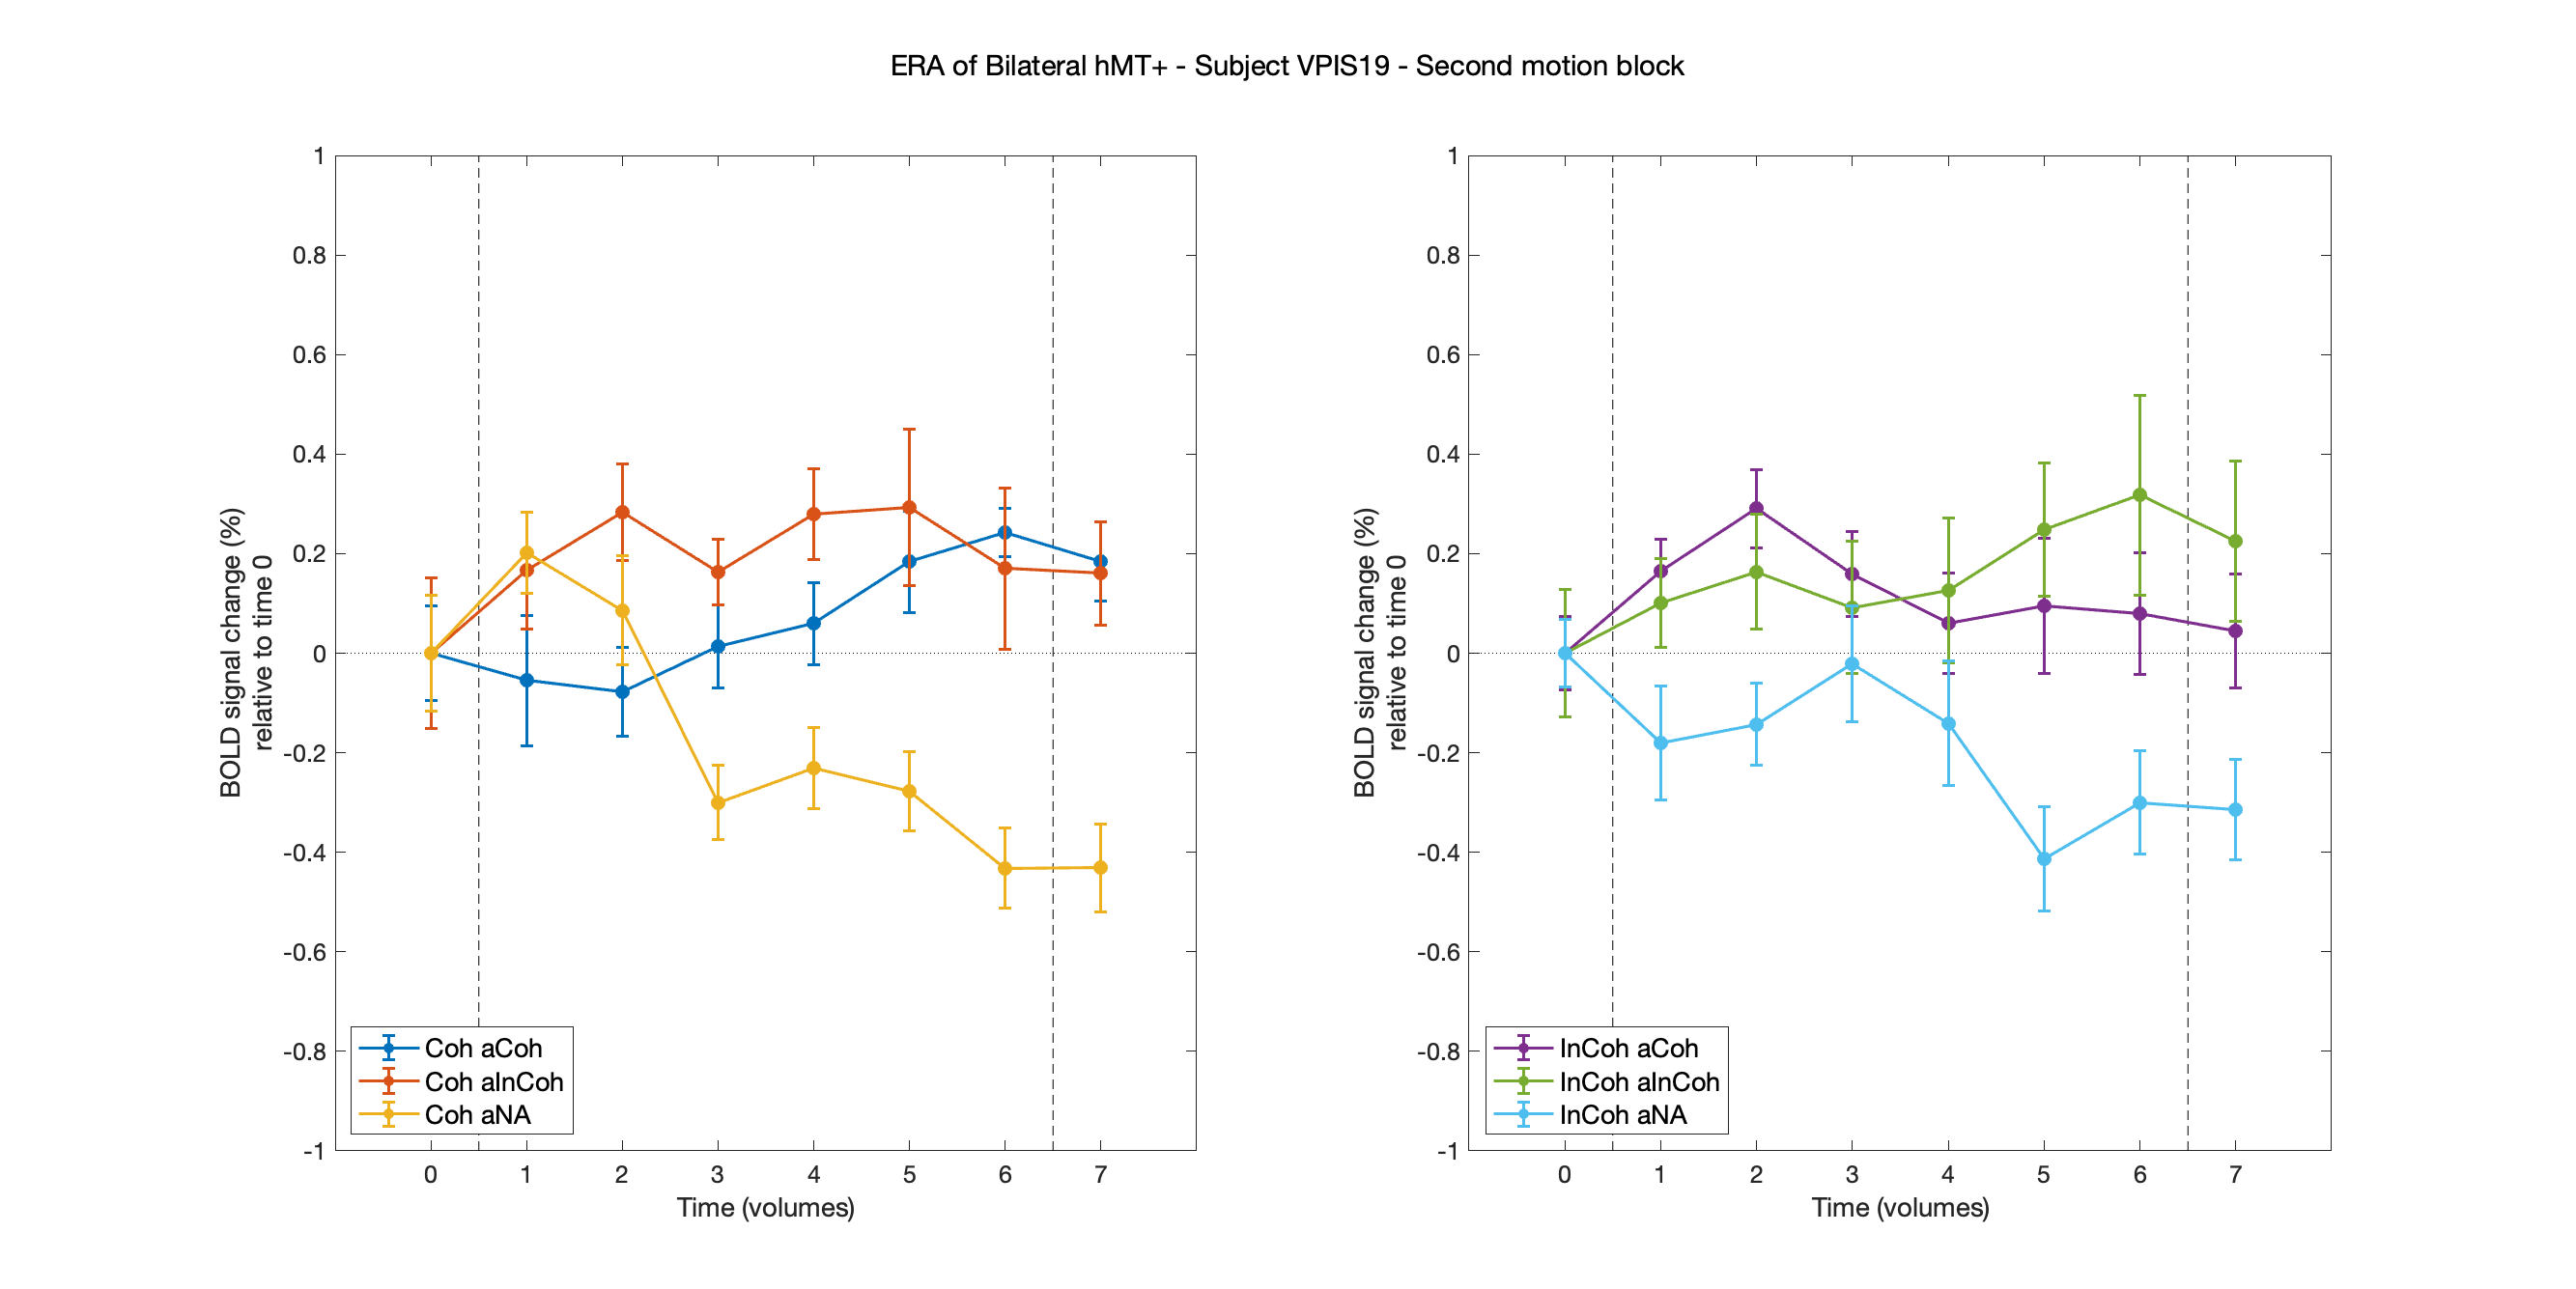 ERA of Bilateral hMT+ - Subject VPIS19 - Second motion block
BOLD signal change (%)
relative to time 0
1
0.8
0.6
0.4
0.2
0
-0.2
-0.4
-0.6
-0.8
-1
Coh aCoh
Coh aInCoh
Coh aNA
0 1 2 3 4 5 6 7
Time (volumes)
BOLD signal change (%)
relative to time 0
1
0.8
0.6
0.4
0.2
0
-0.2
-0.4
-0.6
-0.8
-1
InCoh aCoh
InCoh aInCoh
InCoh aNA
0 1 2 3 4 5 6 7
Time (volumes)